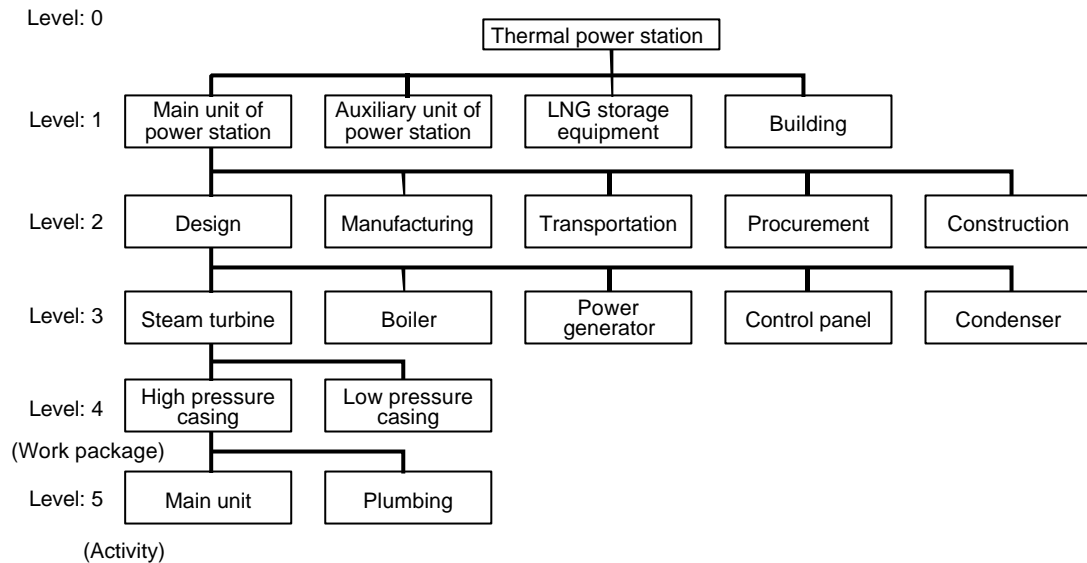 Level: 0
Thermal power station
Level: 1
Main unit of
power station
Auxiliary unit of
power station
LNG storage
equipment
Building
Level: 2
Design
Manufacturing
Transportation
Procurement
Construction
Level: 3
Steam turbine
Boiler
Power
generator
Control panel
Condenser
Level: 4
High pressure
casing
Low pressure
casing
(Work package)
Level: 5
Main unit
Plumbing
(Activity)